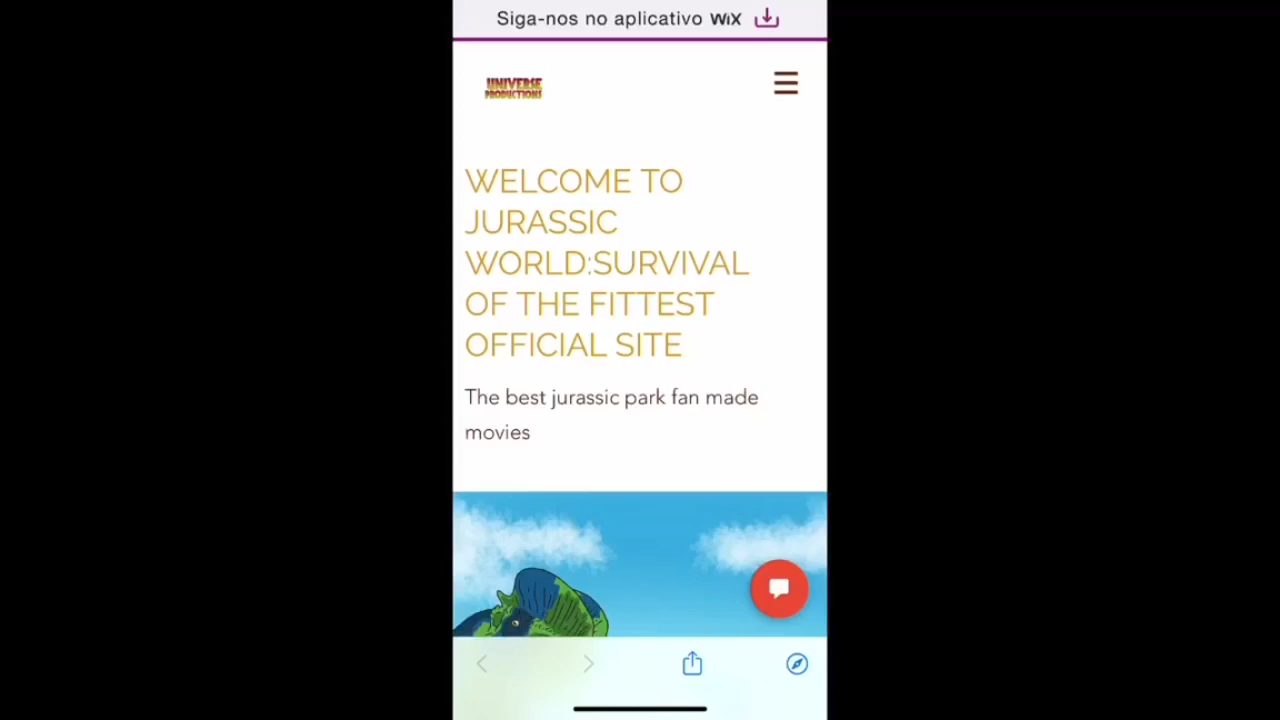 Siga-nos no aplicativo WiX
UNIVERSE
PRODUCTIONS
WELCOME TO
JURASSIC
WORLD:SURVIVAL
OF THE FITTEST
OFFICIAL SITE
The best jurassic park fan made
movies